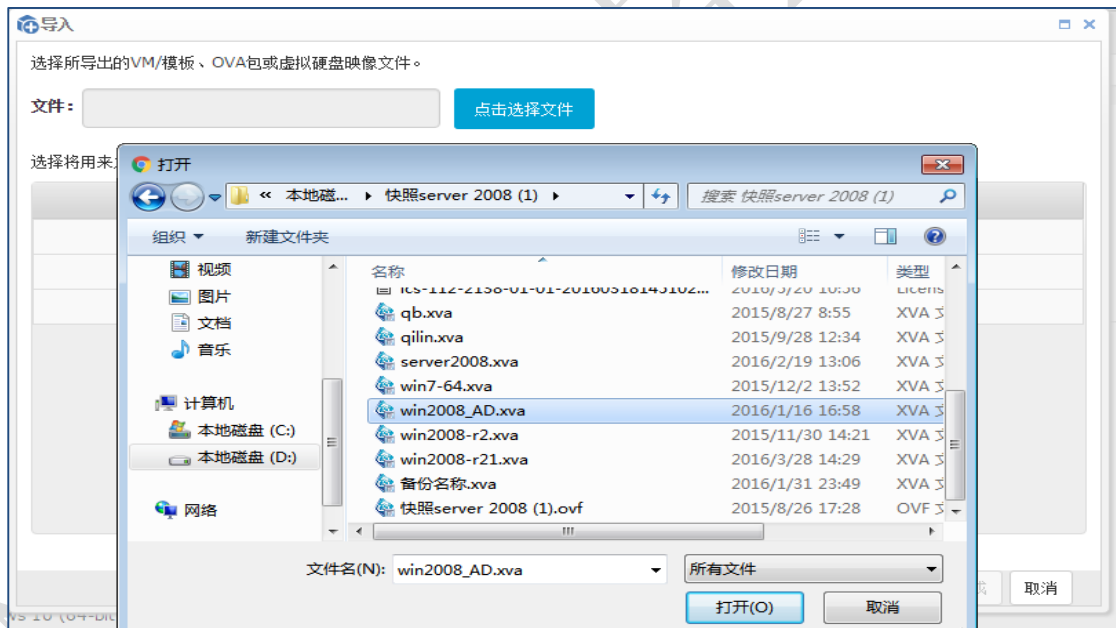 导入
选择所导出的VM/模板、OVA包或虚拟硬盘映像文件。
文件: 点击选择文件
选择将用来
打开
« 本地磁... 快照server 2008 (1)
搜索 快照server 2008 (1)
组织 新建文件夹
视频
图片
文档
音乐
计算机
本地磁盘 (C:)
本地磁盘 (D:)
网络
名称 修改日期 类型
qb.xva 2015/8/27 8:55 XVA
qilin.xva 2015/9/28 12:34 XVA
server2008.xva 2016/2/19 13:06 XVA
win7-64.xva 2015/12/2 13:52 XVA
win2008_AD.xva 2016/1/16 16:58 XVA
win2008-r2.xva 2015/11/30 14:21 XVA
win2008-r21.xva 2016/3/28 14:29 XVA
备份名称.xva 2016/1/31 23:49 XVA
快照server 2008 (1).ovf 2015/8/26 17:28 OVF
文件名(N): win2008_AD.xva 所有文件
打开(O) 取消
取消